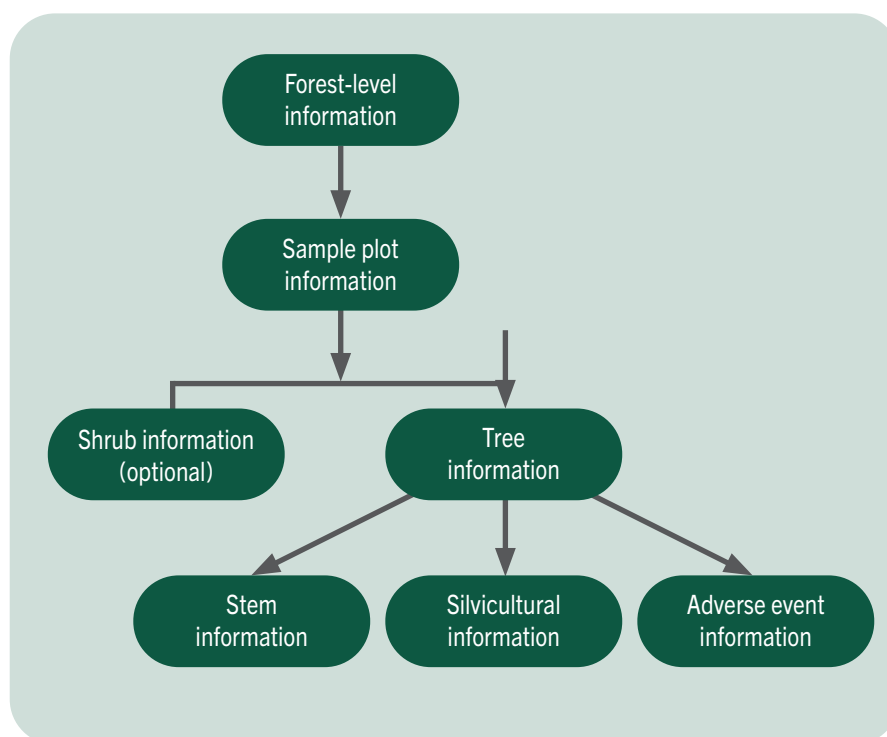 Forest-level
information
Sample plot
information
Shrub information
(optional)
Tree
information
Stem
information
Silvicultural
information
Adverse event
information